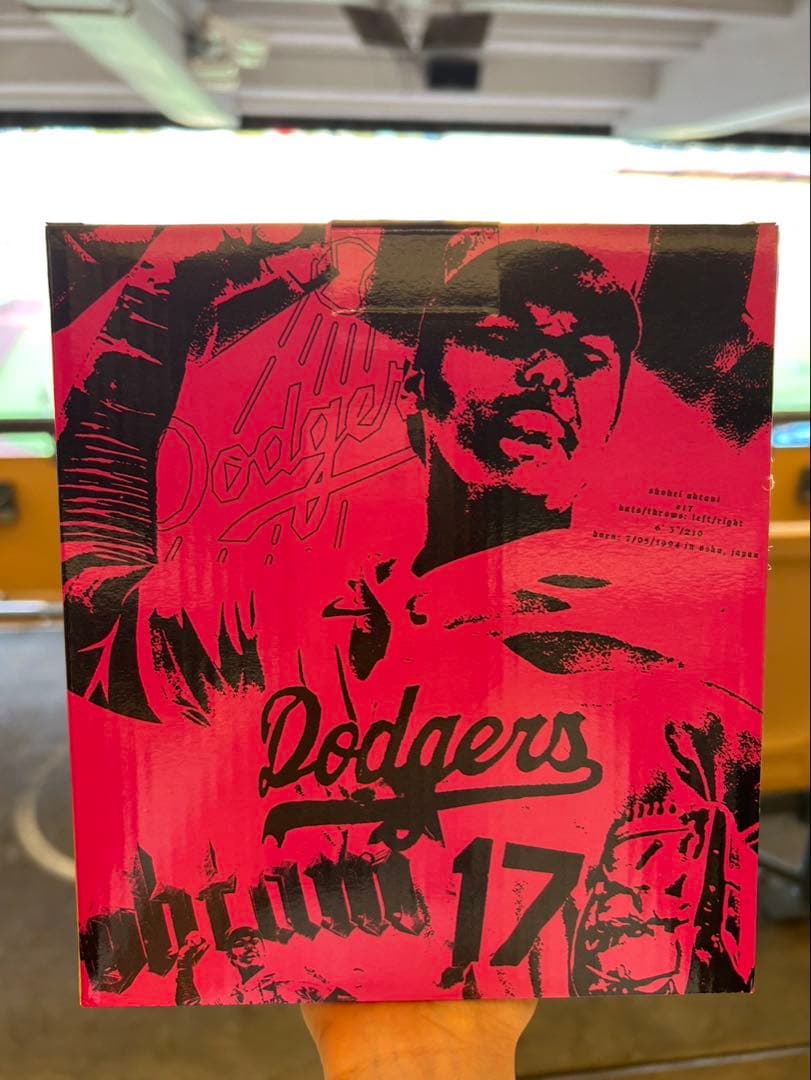 Dodgers
shohei ohtani
#17
bats/throws: left/right
6' 3"/210
born: 7/05/1994 in oshu, japan
Dodgers
ohtani 17